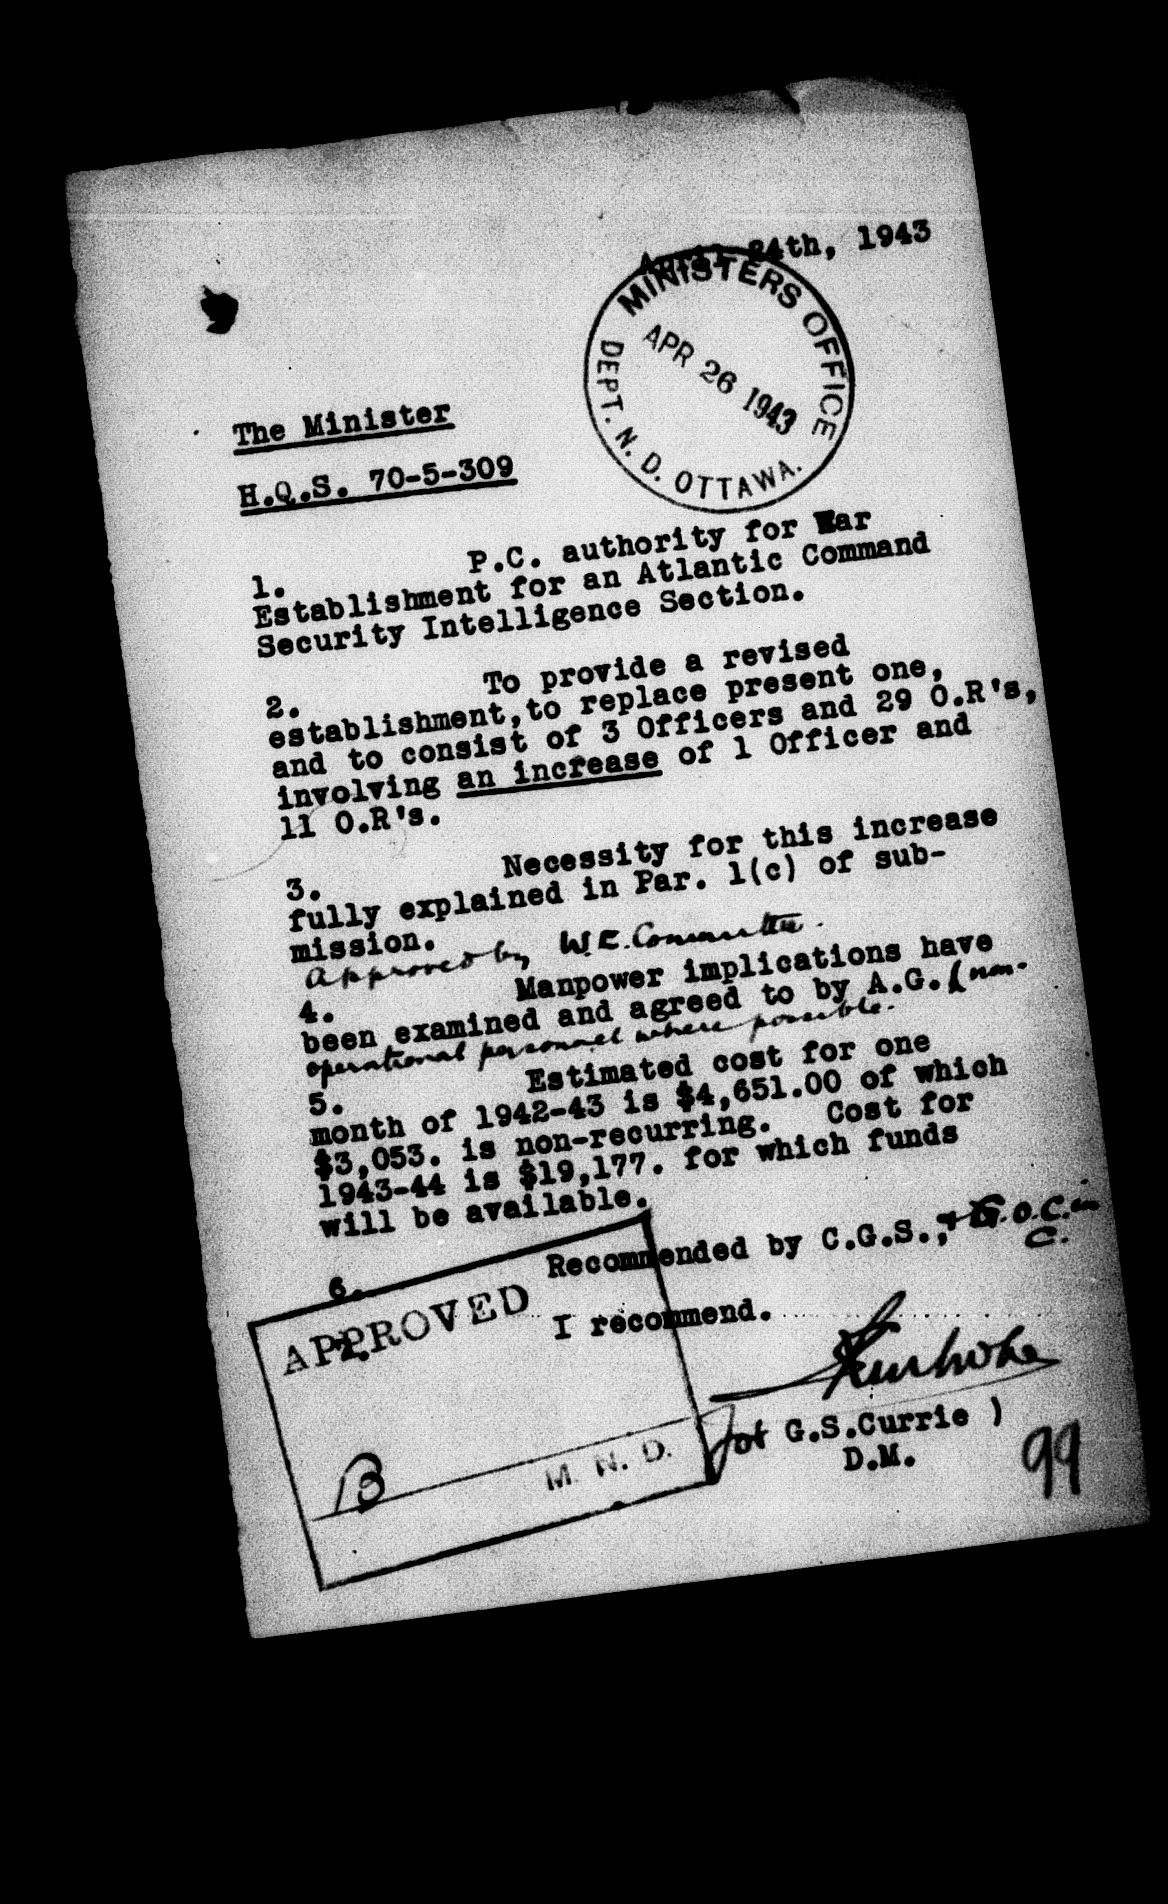 April 24th, 1943
MINISTERS OFFICE
APR 26 1943
DEPT. N. D. OTTAWA.
The Minister
H.Q.S. 70-5-309
1. P.C. authority for War
Establishment for an Atlantic Command
Security Intelligence Section.
2. To provide a revised
establishment, to replace present one,
and to consist of 3 Officers and 29 O.R's,
involving an increase of 1 Officer and
11 O.R's.
3. Necessity for this increase
fully explained in Par. 1(c) of sub-
mission.
Approved by W.E. Committee.
4. Manpower implications have
been examined and agreed to by A.G. (non-
operational personnel where possible.
5. Estimated cost for one
month of 1942-43 is $4,651.00 of which
$3,053. is non-recurring. Cost for
1943-44 is $19,177. for which funds
will be available.
6. Recommended by C.G.S., + G.O.C. in
C.
7. I recommend.
APPROVED
M. N. D.
for G.S.Currie )
D.M.
99